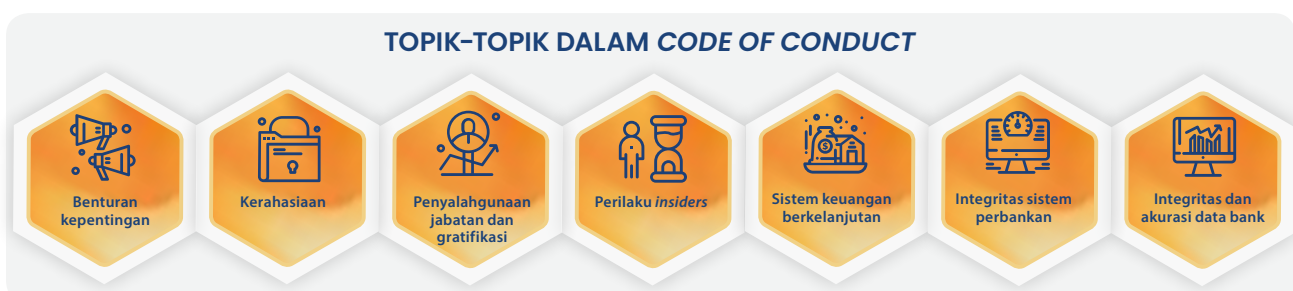 TOPIK-TOPIK DALAM CODE OF CONDUCT
Benturan
kepentingan
Kerahasiaan
Penyalahgunaan
jabatan dan
gratifikasi
Perilaku insiders
Sistem keuangan
berkelanjutan
Integritas sistem
perbankan
Integritas dan
akurasi data bank